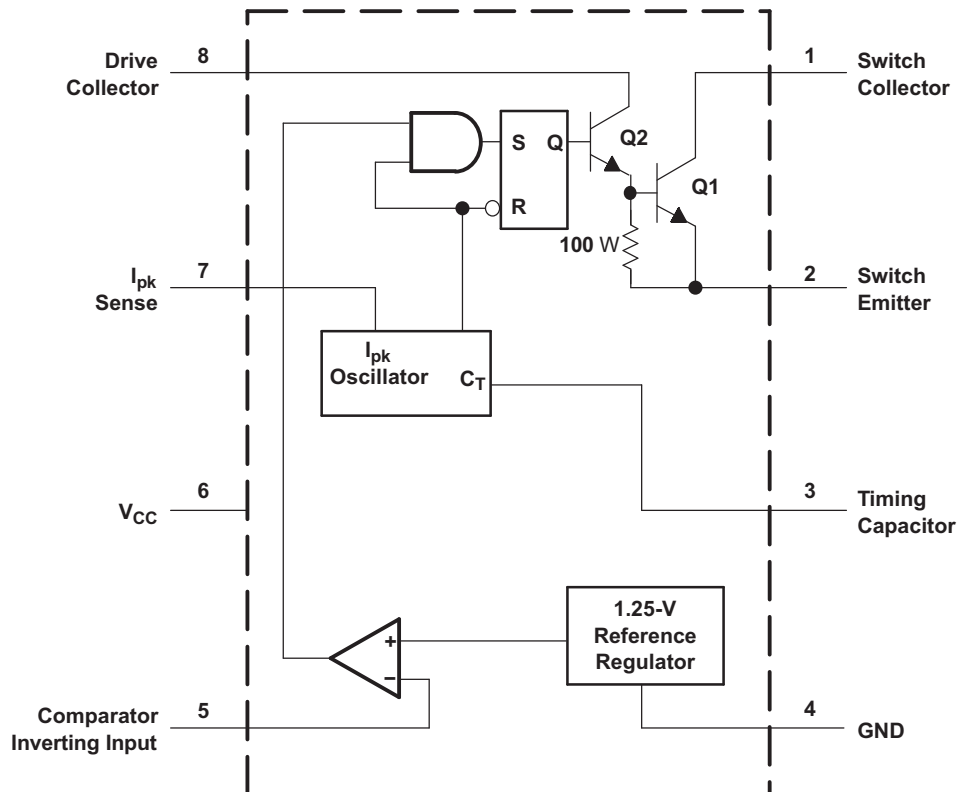 Drive
Collector
8
1
Switch
Collector
S
Q
Q2
Q1
R
100 W
Ipk
Sense
7
2
Switch
Emitter
Ipk
Oscillator
CT
6
VCC
3
Timing
Capacitor
1.25-V
Reference
Regulator
+
−
Comparator
Inverting Input
5
4
GND